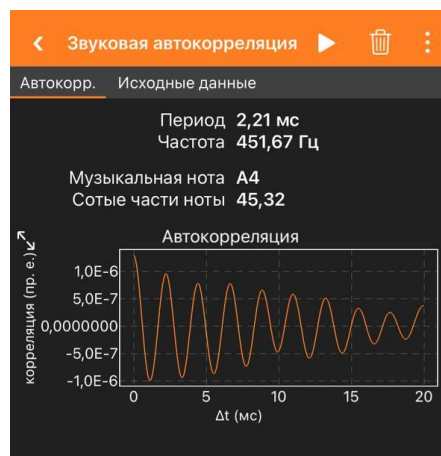 Звуковая автокорреляция
Автокорр. Исходные данные
Период 2,21 мс
Частота 451,67 Гц
Музыкальная нота A4
Сотые части ноты 45,32
Автокорреляция
корреляция (пр. е.)
1,0E-6
5,0E-7
0,0000000
-5,0E-7
-1,0E-6
0 5 10 15 20
Δt (мс)